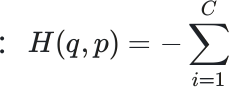 : H(q, p) = − ∑_{i=1}^{C}